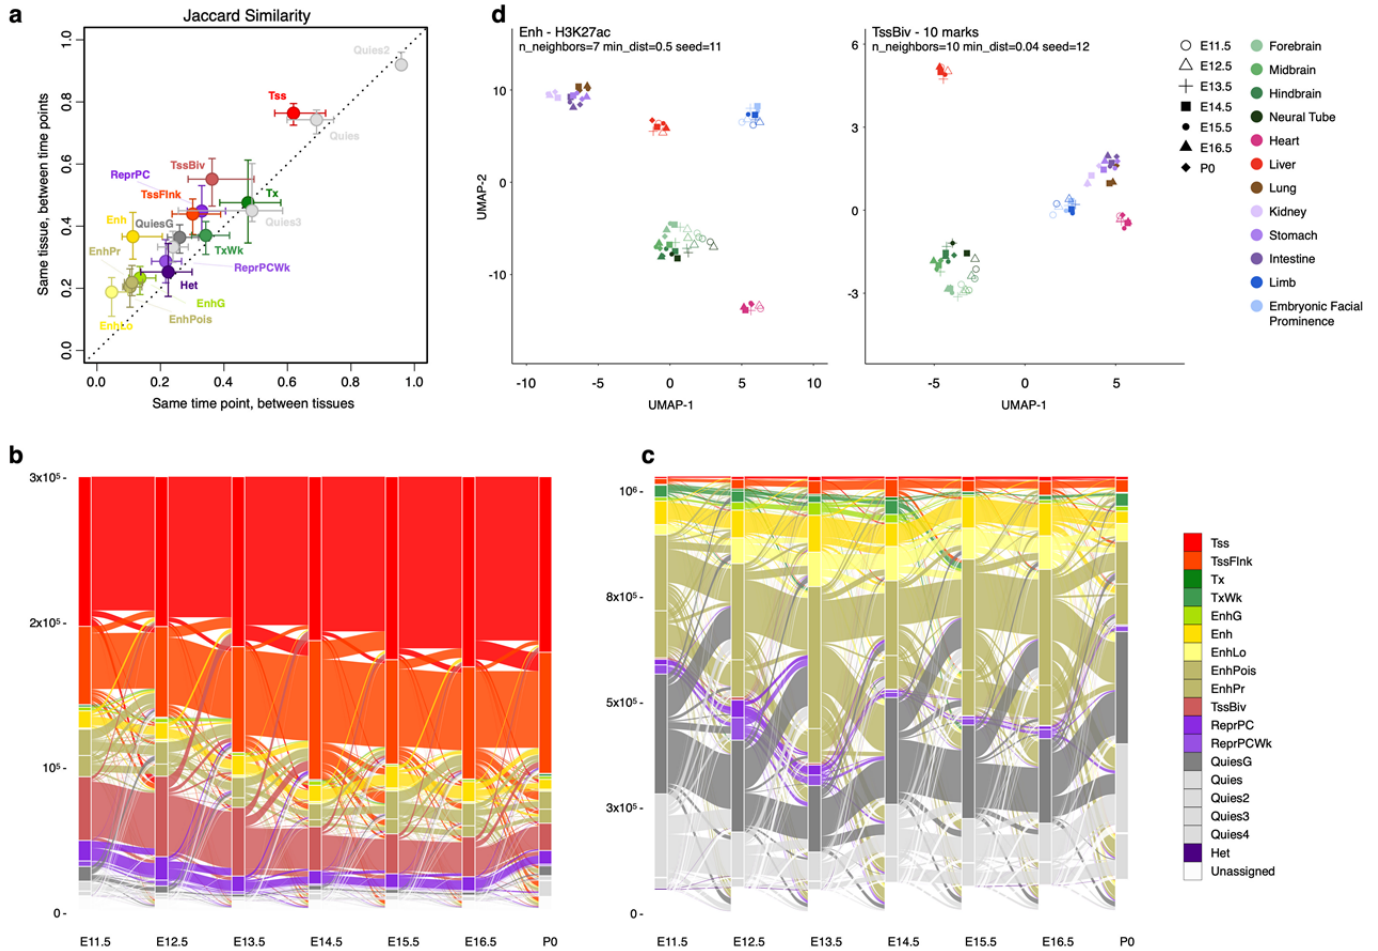 a
Jaccard Similarity
Same tissue, between time points
1.0
0.8
0.6
0.4
0.2
0.0
Quies2
Tss
Quies
TssBiv
ReprPC
TssFlnk
Tx
Enh
QuiesG
Quies3
EnhPr
TxWk
ReprPCWk
Het
EnhG
EnhPois
EnhLo
0.0 0.2 0.4 0.6 0.8 1.0
Same time point, between tissues
d
Enh - H3K27ac
n_neighbors=7 min_dist=0.5 seed=11
UMAP-2
10
0
-10
-10 -5 0 5 10
UMAP-1
TssBiv - 10 marks
n_neighbors=10 min_dist=0.04 seed=12
6
3
0
-3
-5 0 5
UMAP-1
E11.5
E12.5
E13.5
E14.5
E15.5
E16.5
P0
Forebrain
Midbrain
Hindbrain
Neural Tube
Heart
Liver
Lung
Kidney
Stomach
Intestine
Limb
Embryonic Facial
Prominence
b
3x10⁵
2x10⁵
10⁵
0
E11.5 E12.5 E13.5 E14.5 E15.5 E16.5 P0
c
10⁶
8x10⁵
5x10⁵
3x10⁵
0
E11.5 E12.5 E13.5 E14.5 E15.5 E16.5 P0
Tss
TssFlnk
Tx
TxWk
EnhG
Enh
EnhLo
EnhPois
EnhPr
TssBiv
ReprPC
ReprPCWk
QuiesG
Quies
Quies2
Quies3
Quies4
Het
Unassigned